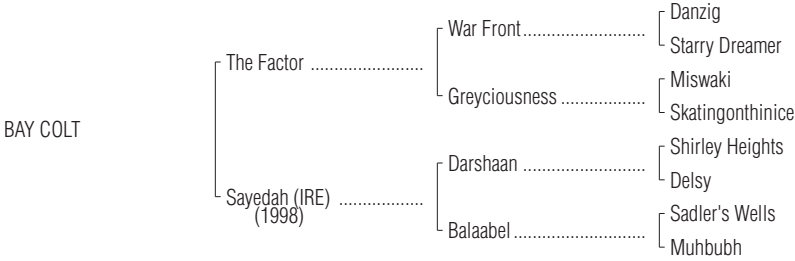 Danzig
War Front........................
Starry Dreamer
The Factor ......................
Miswaki
Greyciousness .................
Skatingonthinice
BAY COLT
Shirley Heights
Darshaan ........................
Delsy
Sayedah (IRE) .................
(1998)
Sadler's Wells
Balaabel..........................
Muhbubh